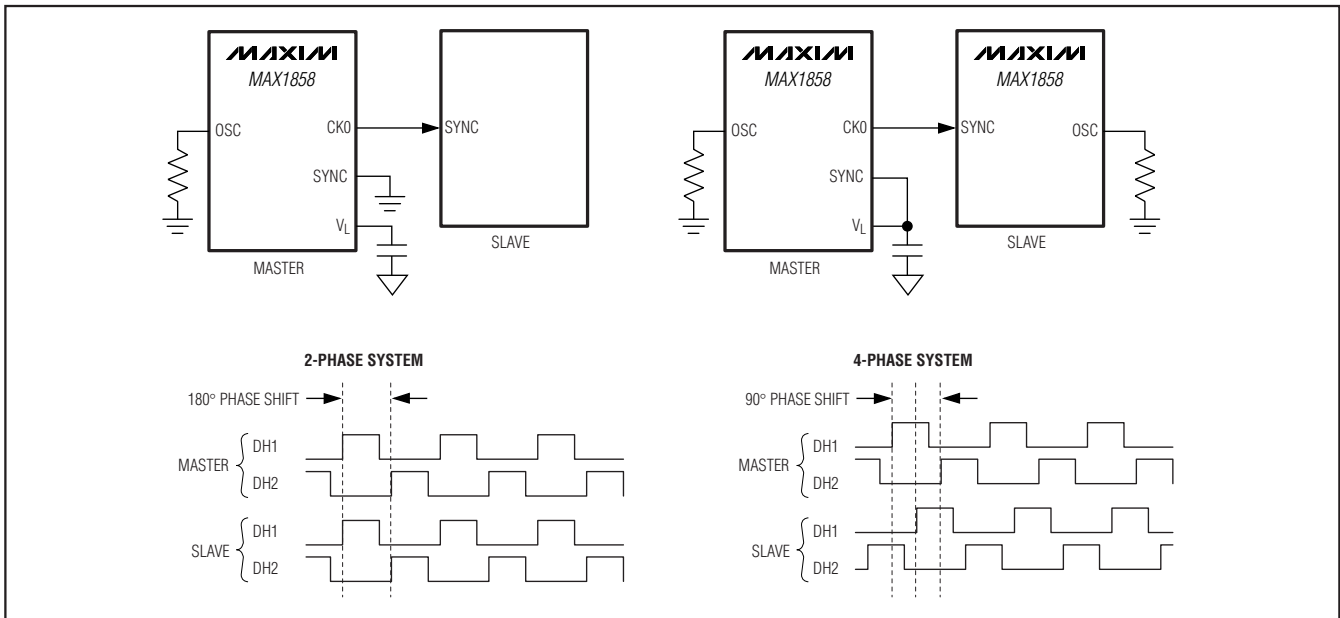 MAXIM
MAX1858
OSC
CK0
SYNC
VL
MASTER
SYNC
SLAVE
MAXIM
MAX1858
OSC
CK0
SYNC
VL
MASTER
MAXIM
MAX1858
SYNC
OSC
SLAVE
2-PHASE SYSTEM
180° PHASE SHIFT
MASTER
DH1
DH2
SLAVE
DH1
DH2
4-PHASE SYSTEM
90° PHASE SHIFT
MASTER
DH1
DH2
SLAVE
DH1
DH2